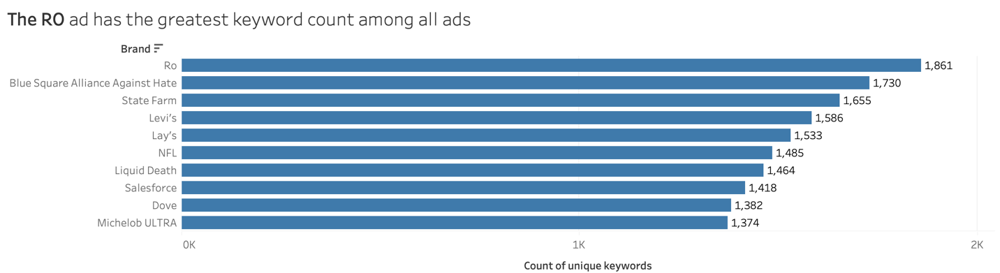 The RO ad has the greatest keyword count among all ads
Brand
Ro 1,861
Blue Square Alliance Against Hate 1,730
State Farm 1,655
Levi’s 1,586
Lay’s 1,533
NFL 1,485
Liquid Death 1,464
Salesforce 1,418
Dove 1,382
Michelob ULTRA 1,374
0K 1K 2K
Count of unique keywords